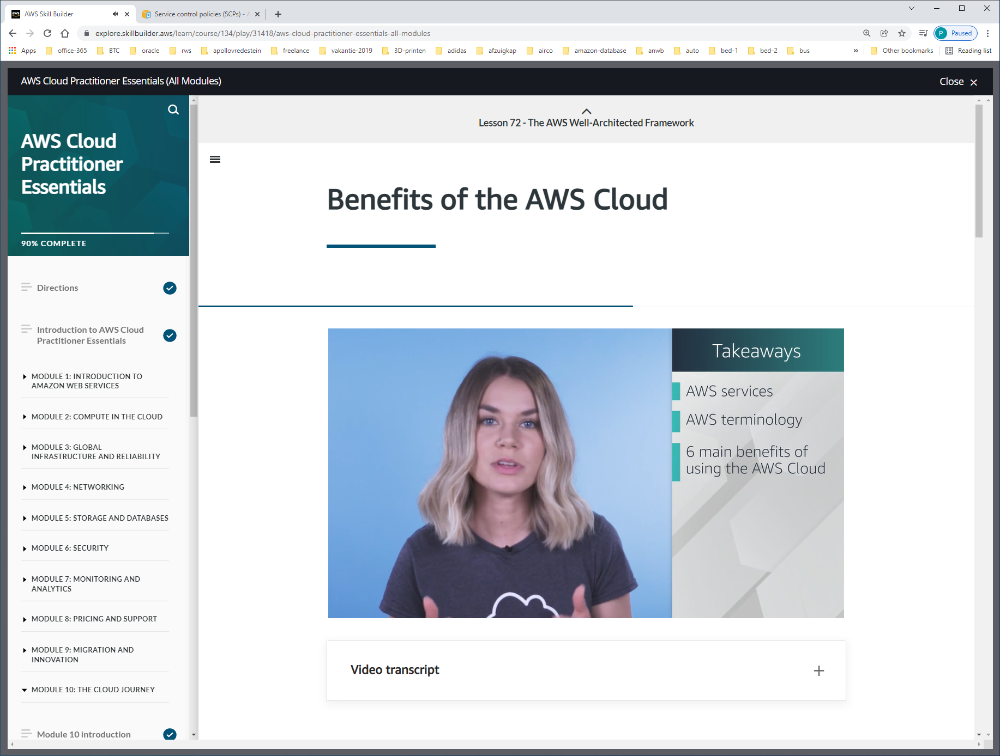 aws
AWS Skill Builder
Service control policies (SCPs) - A
explore.skillbuilder.aws/learn/course/134/play/31418/aws-cloud-practitioner-essentials-all-modules
P Paused
Apps office-365 BTC oracle rws apollovredestein freelance vakantie-2019 3D-printen adidas afzuigkap airco amazon-database anwb auto bed-1 bed-2 bus » Other bookmarks Reading list
AWS Cloud Practitioner Essentials (All Modules)
Close
AWS Cloud
Practitioner
Essentials
90% COMPLETE
Directions
Introduction to AWS Cloud
Practitioner Essentials
MODULE 1: INTRODUCTION TO
AMAZON WEB SERVICES
MODULE 2: COMPUTE IN THE CLOUD
MODULE 3: GLOBAL
INFRASTRUCTURE AND RELIABILITY
MODULE 4: NETWORKING
MODULE 5: STORAGE AND DATABASES
MODULE 6: SECURITY
MODULE 7: MONITORING AND
ANALYTICS
MODULE 8: PRICING AND SUPPORT
MODULE 9: MIGRATION AND
INNOVATION
MODULE 10: THE CLOUD JOURNEY
Module 10 introduction
Lesson 72 - The AWS Well-Architected Framework
Benefits of the AWS Cloud
Takeaways
AWS services
AWS terminology
6 main benefits of
using the AWS Cloud
Video transcript